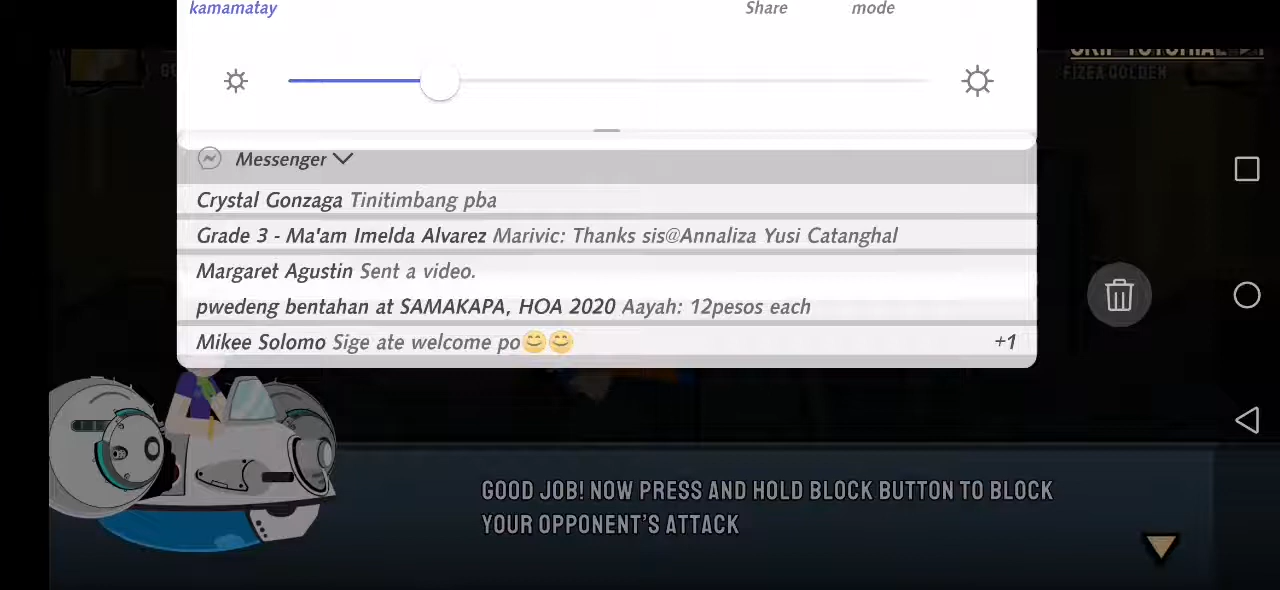 kamamatay Share mode
SKIP TUTORIAL
FIZEA GOLDEN
Messenger
Crystal Gonzaga Tinitimbang pba
Grade 3 - Ma'am Imelda Alvarez Marivic: Thanks sis@Annaliza Yusi Catanghal
Margaret Agustin Sent a video.
pwedeng bentahan at SAMAKAPA, HOA 2020 Aayah: 12pesos each
Mikee Solomo Sige ate welcome po😊😊 +1
GOOD JOB! NOW PRESS AND HOLD BLOCK BUTTON TO BLOCK
YOUR OPPONENT'S ATTACK